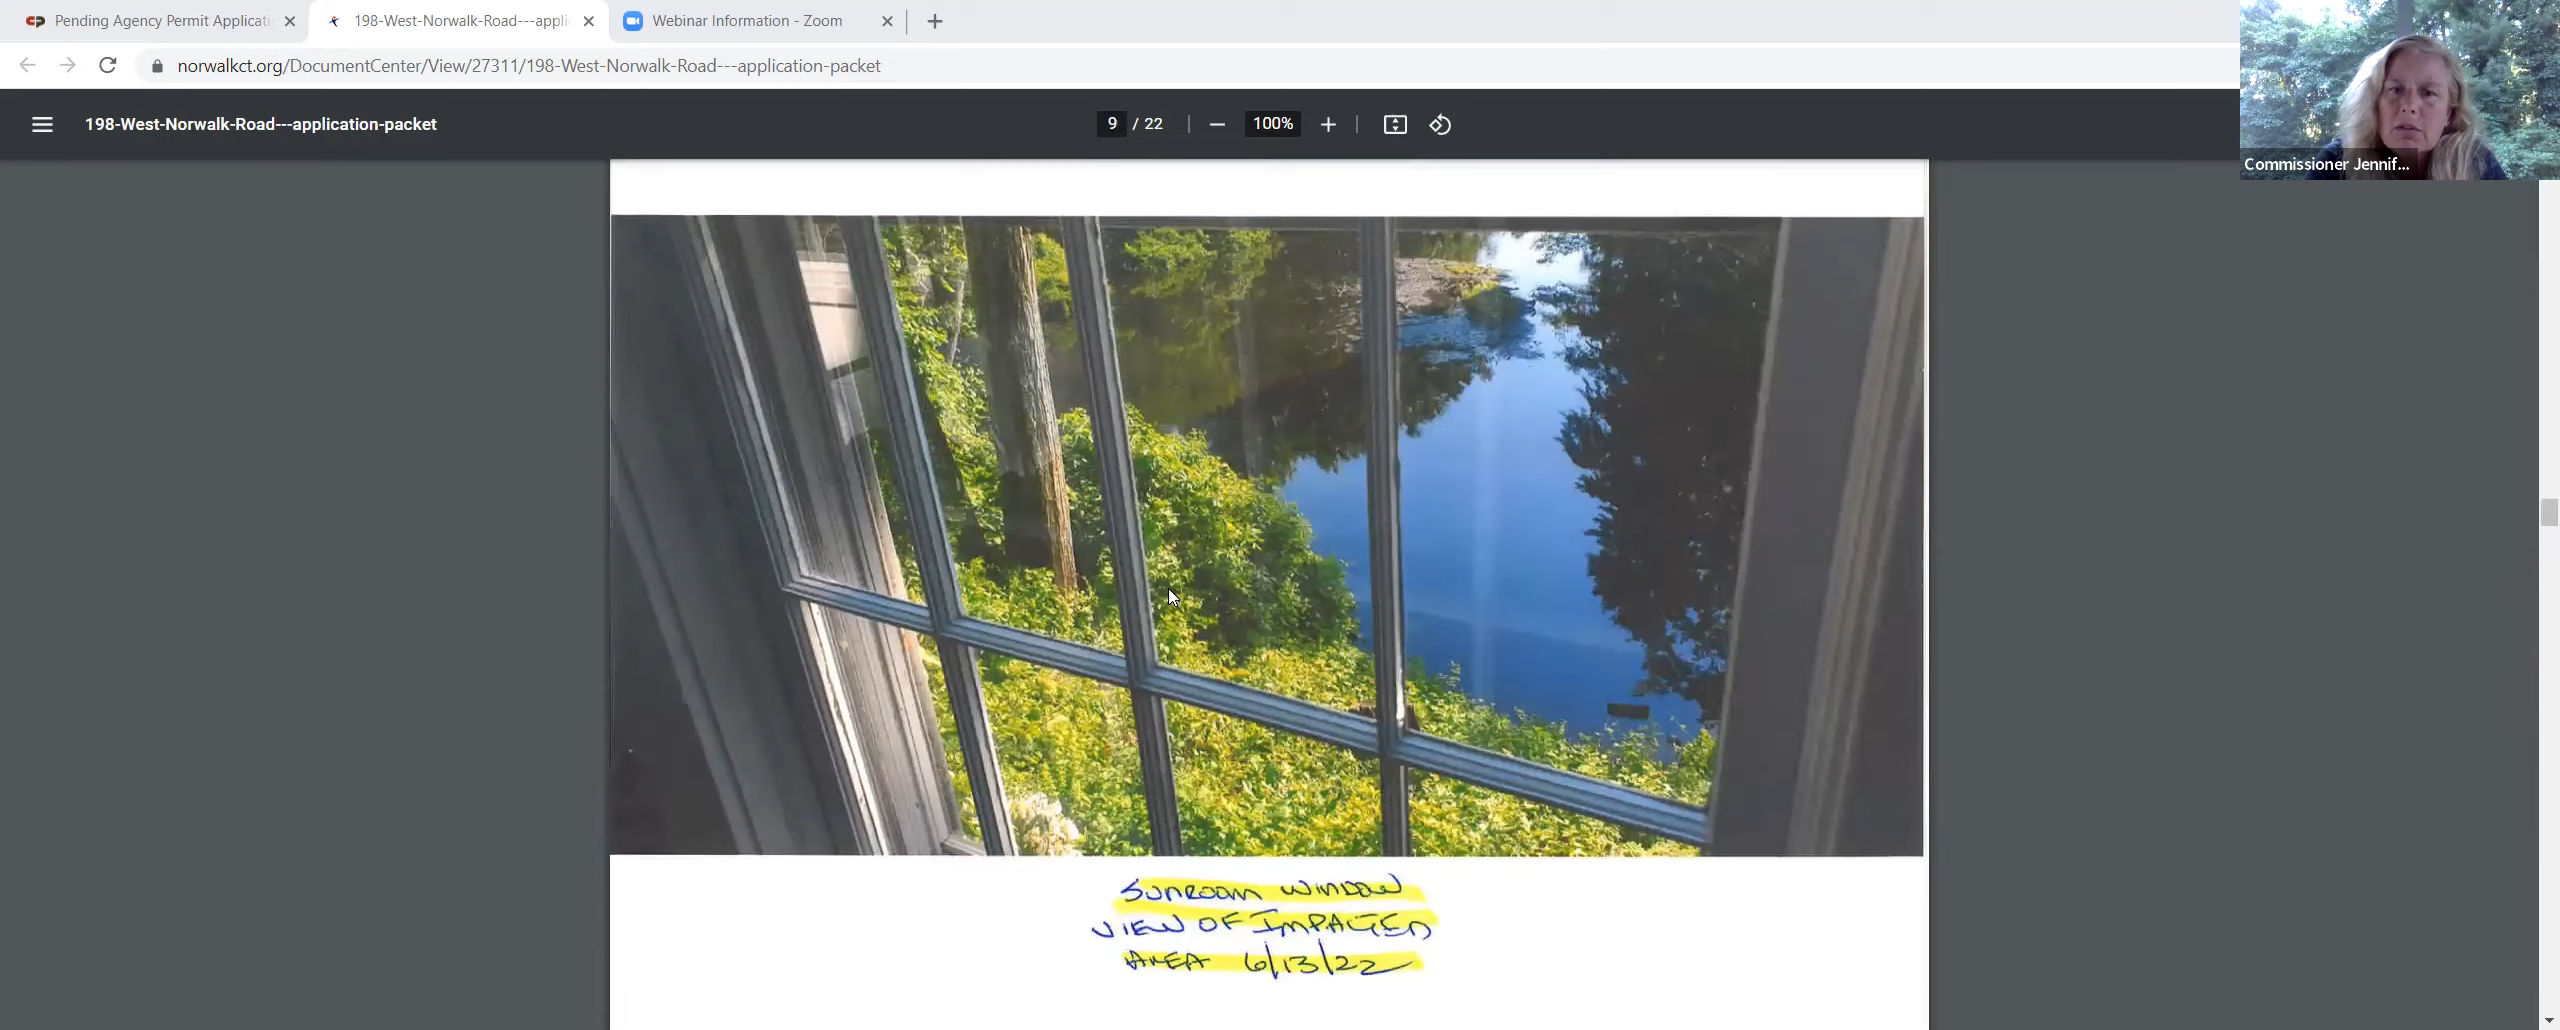 Pending Agency Permit Applicati
198-West-Norwalk-Road---appli
Webinar Information - Zoom
norwalkct.org/DocumentCenter/View/27311/198-West-Norwalk-Road---application-packet
198-West-Norwalk-Road---application-packet
9 / 22
100%
Commissioner Jennif...
SUNROOM WINDOW
VIEW OF IMPACTED
AREA 6/13/22